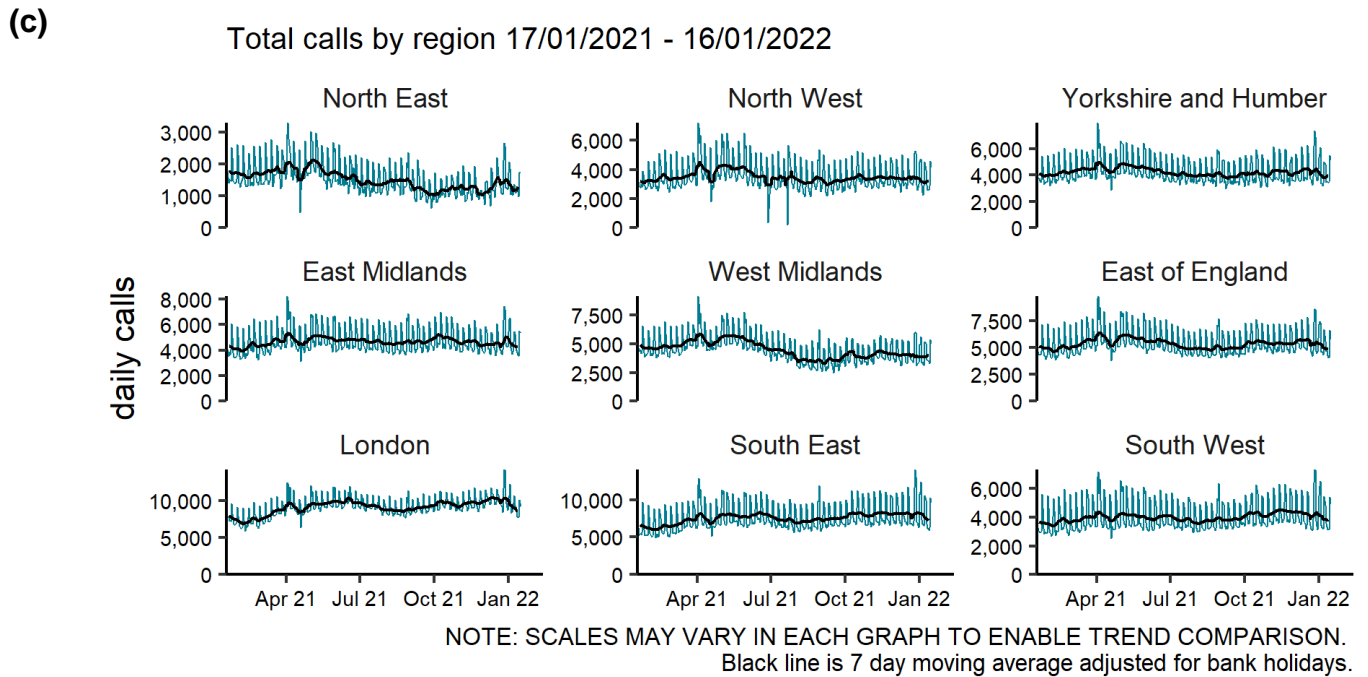 (c)
Total calls by region 17/01/2021 - 16/01/2022
North East
North West
Yorkshire and Humber
3,000
2,000
1,000
0
6,000
4,000
2,000
0
6,000
4,000
2,000
0
daily calls
East Midlands
West Midlands
East of England
8,000
6,000
4,000
2,000
0
7,500
5,000
2,500
0
7,500
5,000
2,500
0
London
South East
South West
10,000
5,000
0
10,000
5,000
0
6,000
4,000
2,000
0
Apr 21 Jul 21 Oct 21 Jan 22
Apr 21 Jul 21 Oct 21 Jan 22
Apr 21 Jul 21 Oct 21 Jan 22
NOTE: SCALES MAY VARY IN EACH GRAPH TO ENABLE TREND COMPARISON.
Black line is 7 day moving average adjusted for bank holidays.